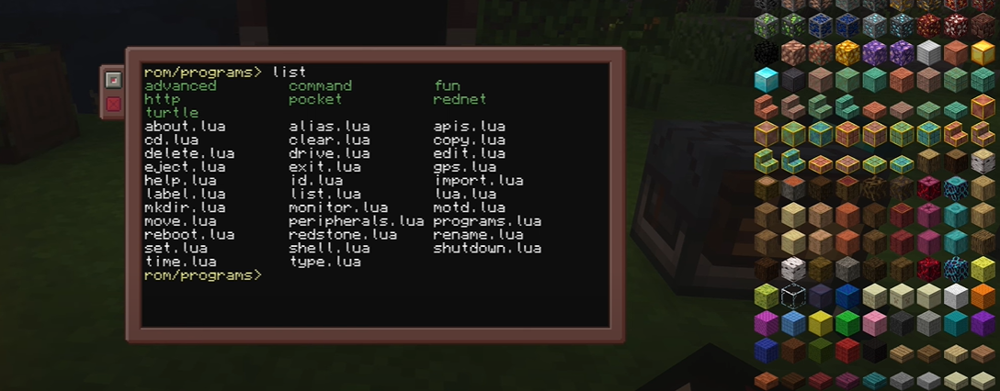 rom/programs> list
advanced command fun
http pocket rednet
turtle
about.lua alias.lua apis.lua
cd.lua clear.lua copy.lua
delete.lua drive.lua edit.lua
eject.lua exit.lua gps.lua
help.lua id.lua import.lua
label.lua list.lua lua.lua
mkdir.lua monitor.lua motd.lua
move.lua peripherals.lua programs.lua
reboot.lua redstone.lua rename.lua
set.lua shell.lua shutdown.lua
time.lua type.lua
rom/programs>